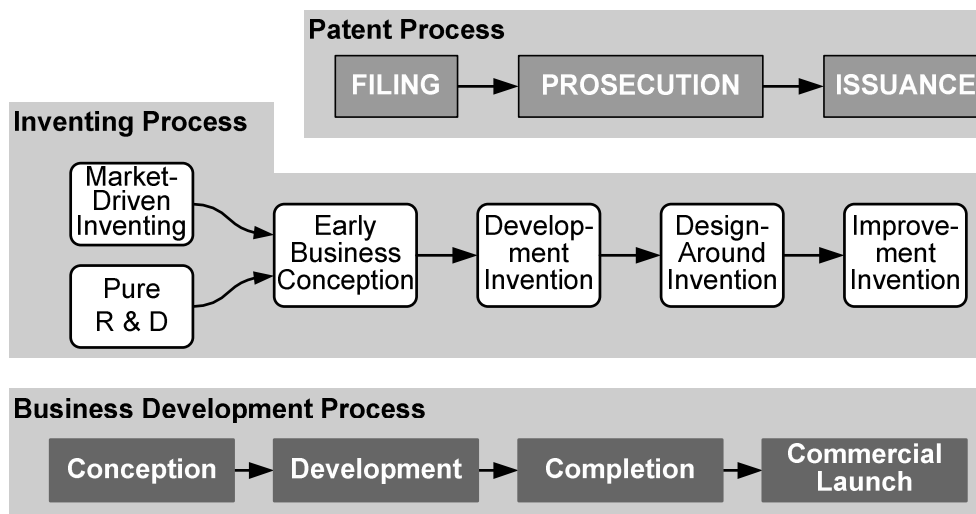 Patent Process
FILING
PROSECUTION
ISSUANCE
Inventing Process
Market-
Driven
Inventing
Pure
R & D
Early
Business
Conception
Develop-
ment
Invention
Design-
Around
Invention
Improve-
ment
Invention
Business Development Process
Conception
Development
Completion
Commercial
Launch